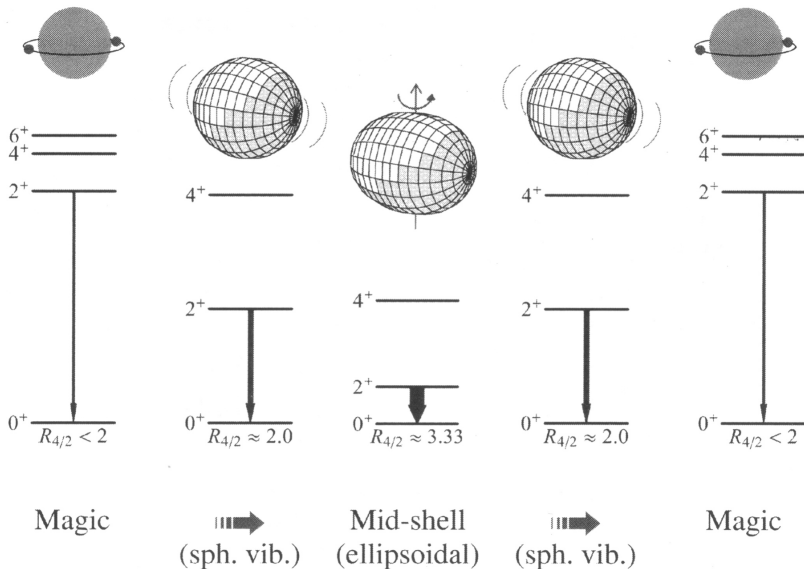 6⁺
4⁺
2⁺
0⁺
R₄/₂ < 2
4⁺
2⁺
0⁺
R₄/₂ ≈ 2.0
4⁺
2⁺
0⁺
R₄/₂ ≈ 3.33
4⁺
2⁺
0⁺
R₄/₂ ≈ 2.0
6⁺
4⁺
2⁺
0⁺
R₄/₂ < 2
Magic
(sph. vib.)
Mid-shell
(ellipsoidal)
(sph. vib.)
Magic